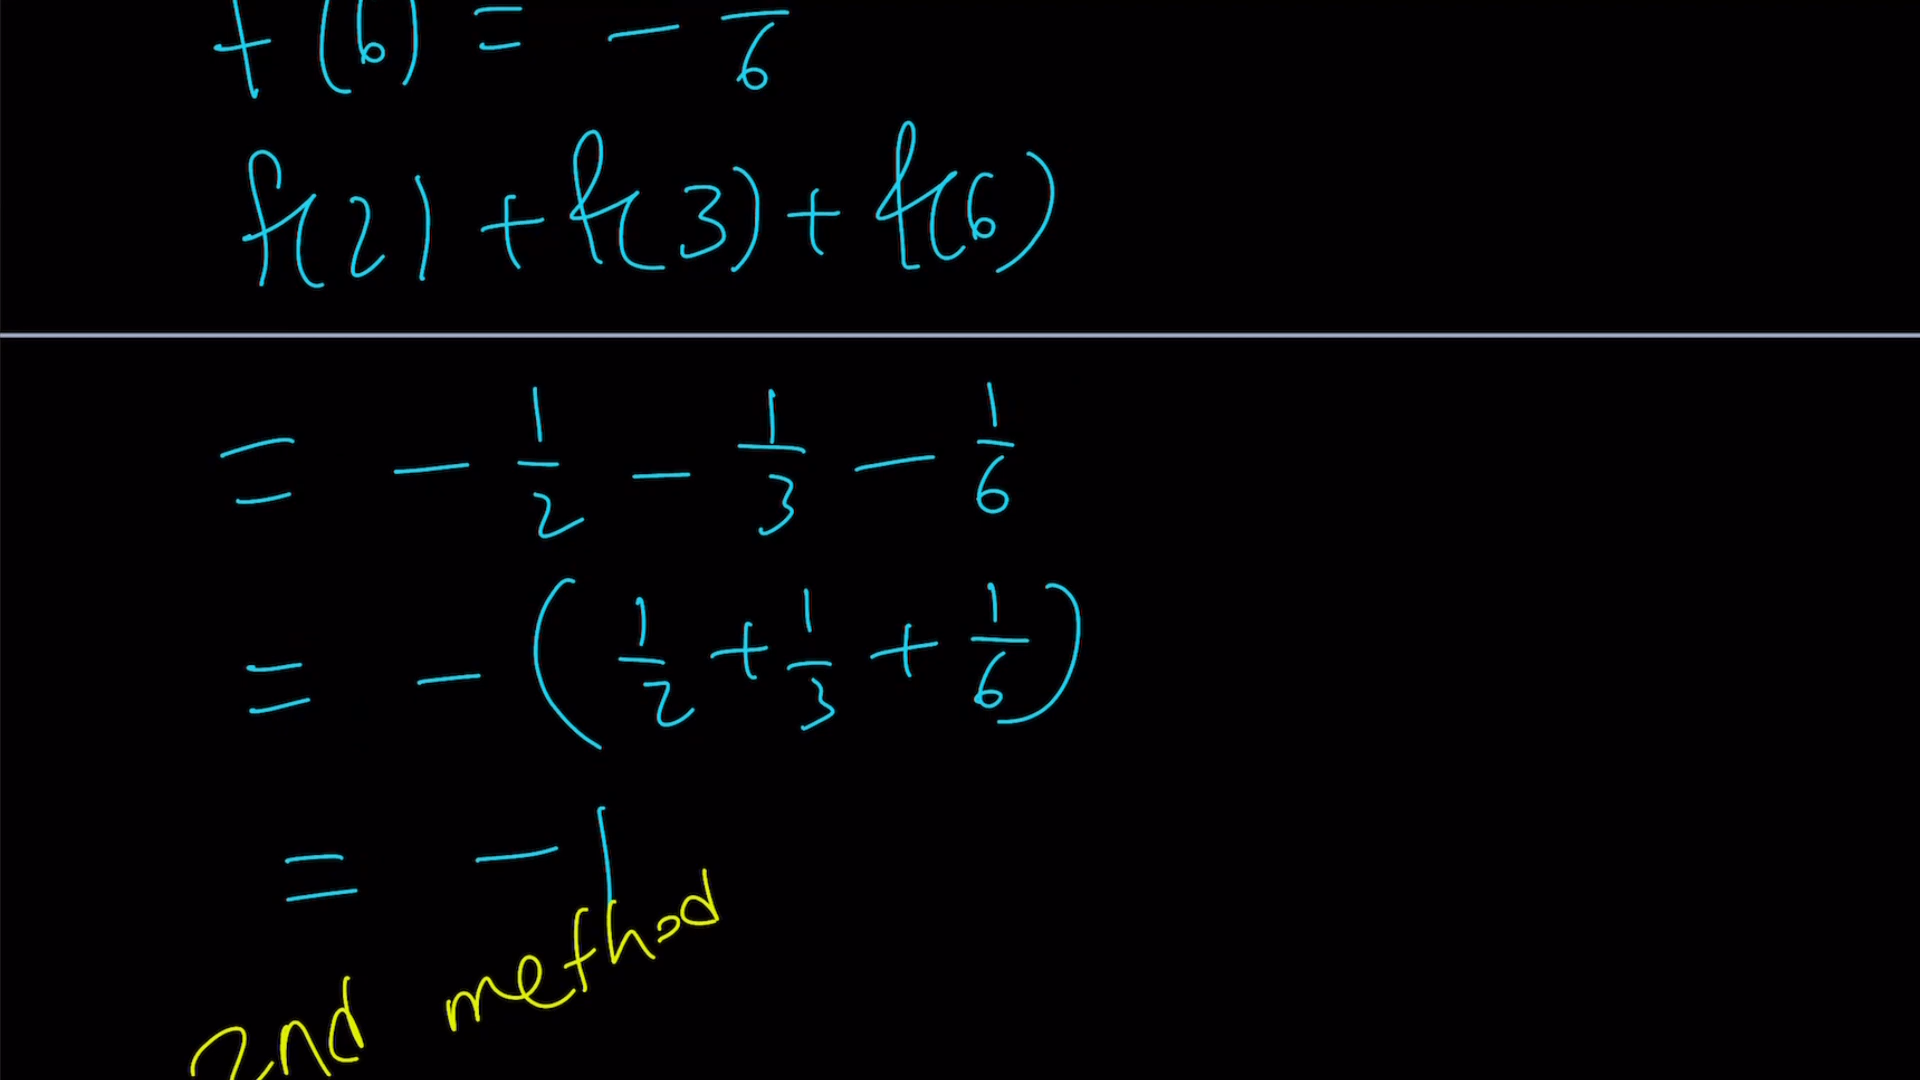 f(6) = - /6
f(2) + f(3) + f(6)
= - 1/2 - 1/3 - 1/6
= - ( 1/2 + 1/3 + 1/6 )
= - 1
2nd method